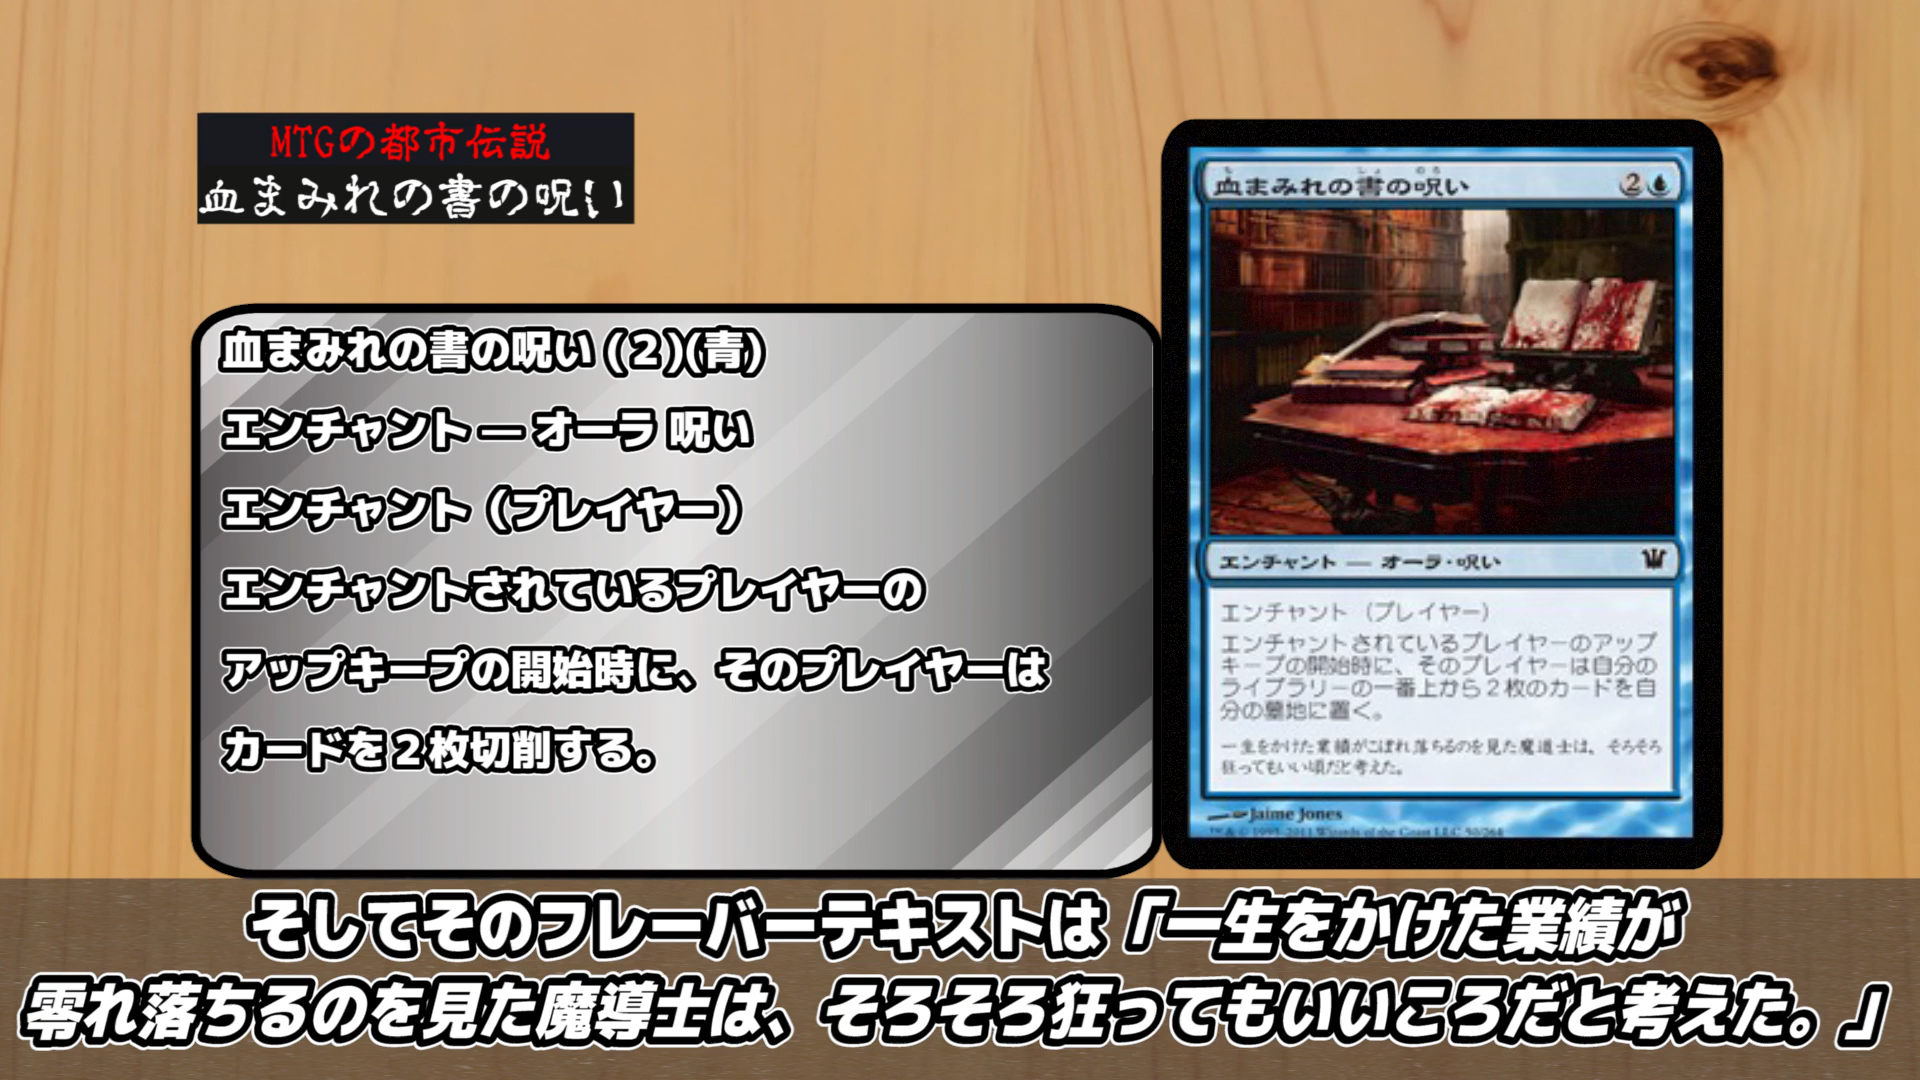 MTGの都市伝説
血まみれの書の呪い
血まみれの書の呪い (２)(青)
エンチャント ― オーラ 呪い
エンチャント（プレイヤー）
エンチャントされているプレイヤーの
アップキープの開始時に、そのプレイヤーは
カードを２枚切削する。
血まみれの書の呪い 2
エンチャント ― オーラ・呪い
エンチャント（プレイヤー）
エンチャントされているプレイヤーのアップ
キープの開始時に、そのプレイヤーは自分の
ライブラリーの一番上から２枚のカードを自
分の墓地に置く。
一生をかけた業績がこぼれ落ちるのを見た魔道士は、そろそろ
狂ってもいい頃だと考えた。
Jaime Jones
™ & © 1993-2011 Wizards of the Coast LLC 50/264
そしてそのフレーバーテキストは「一生をかけた業績が
零れ落ちるのを見た魔導士は、そろそろ狂ってもいいころだと考えた。」